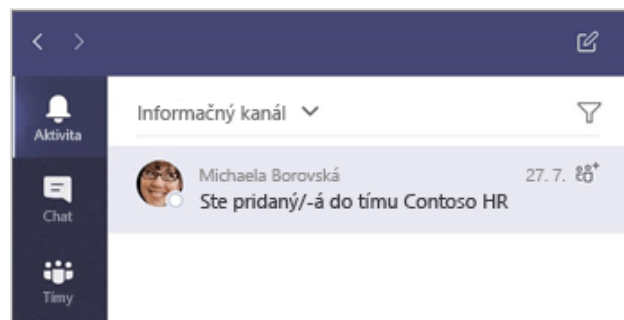 Aktivita
Chat
Tímy
Informačný kanál
Michaela Borovská 27. 7.
Ste pridaný/-á do tímu Contoso HR